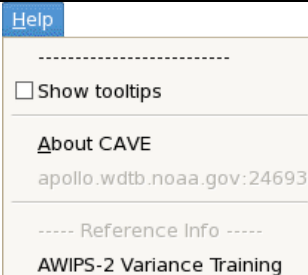 Help
---------------------------
Show tooltips
About CAVE
apollo.wdtb.noaa.gov:24693
----- Reference Info -----
AWIPS-2 Variance Training